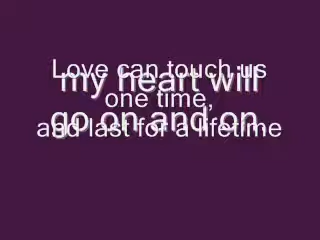 Love can touch us
one time,
and last for a lifetime
my heart will
go on and on